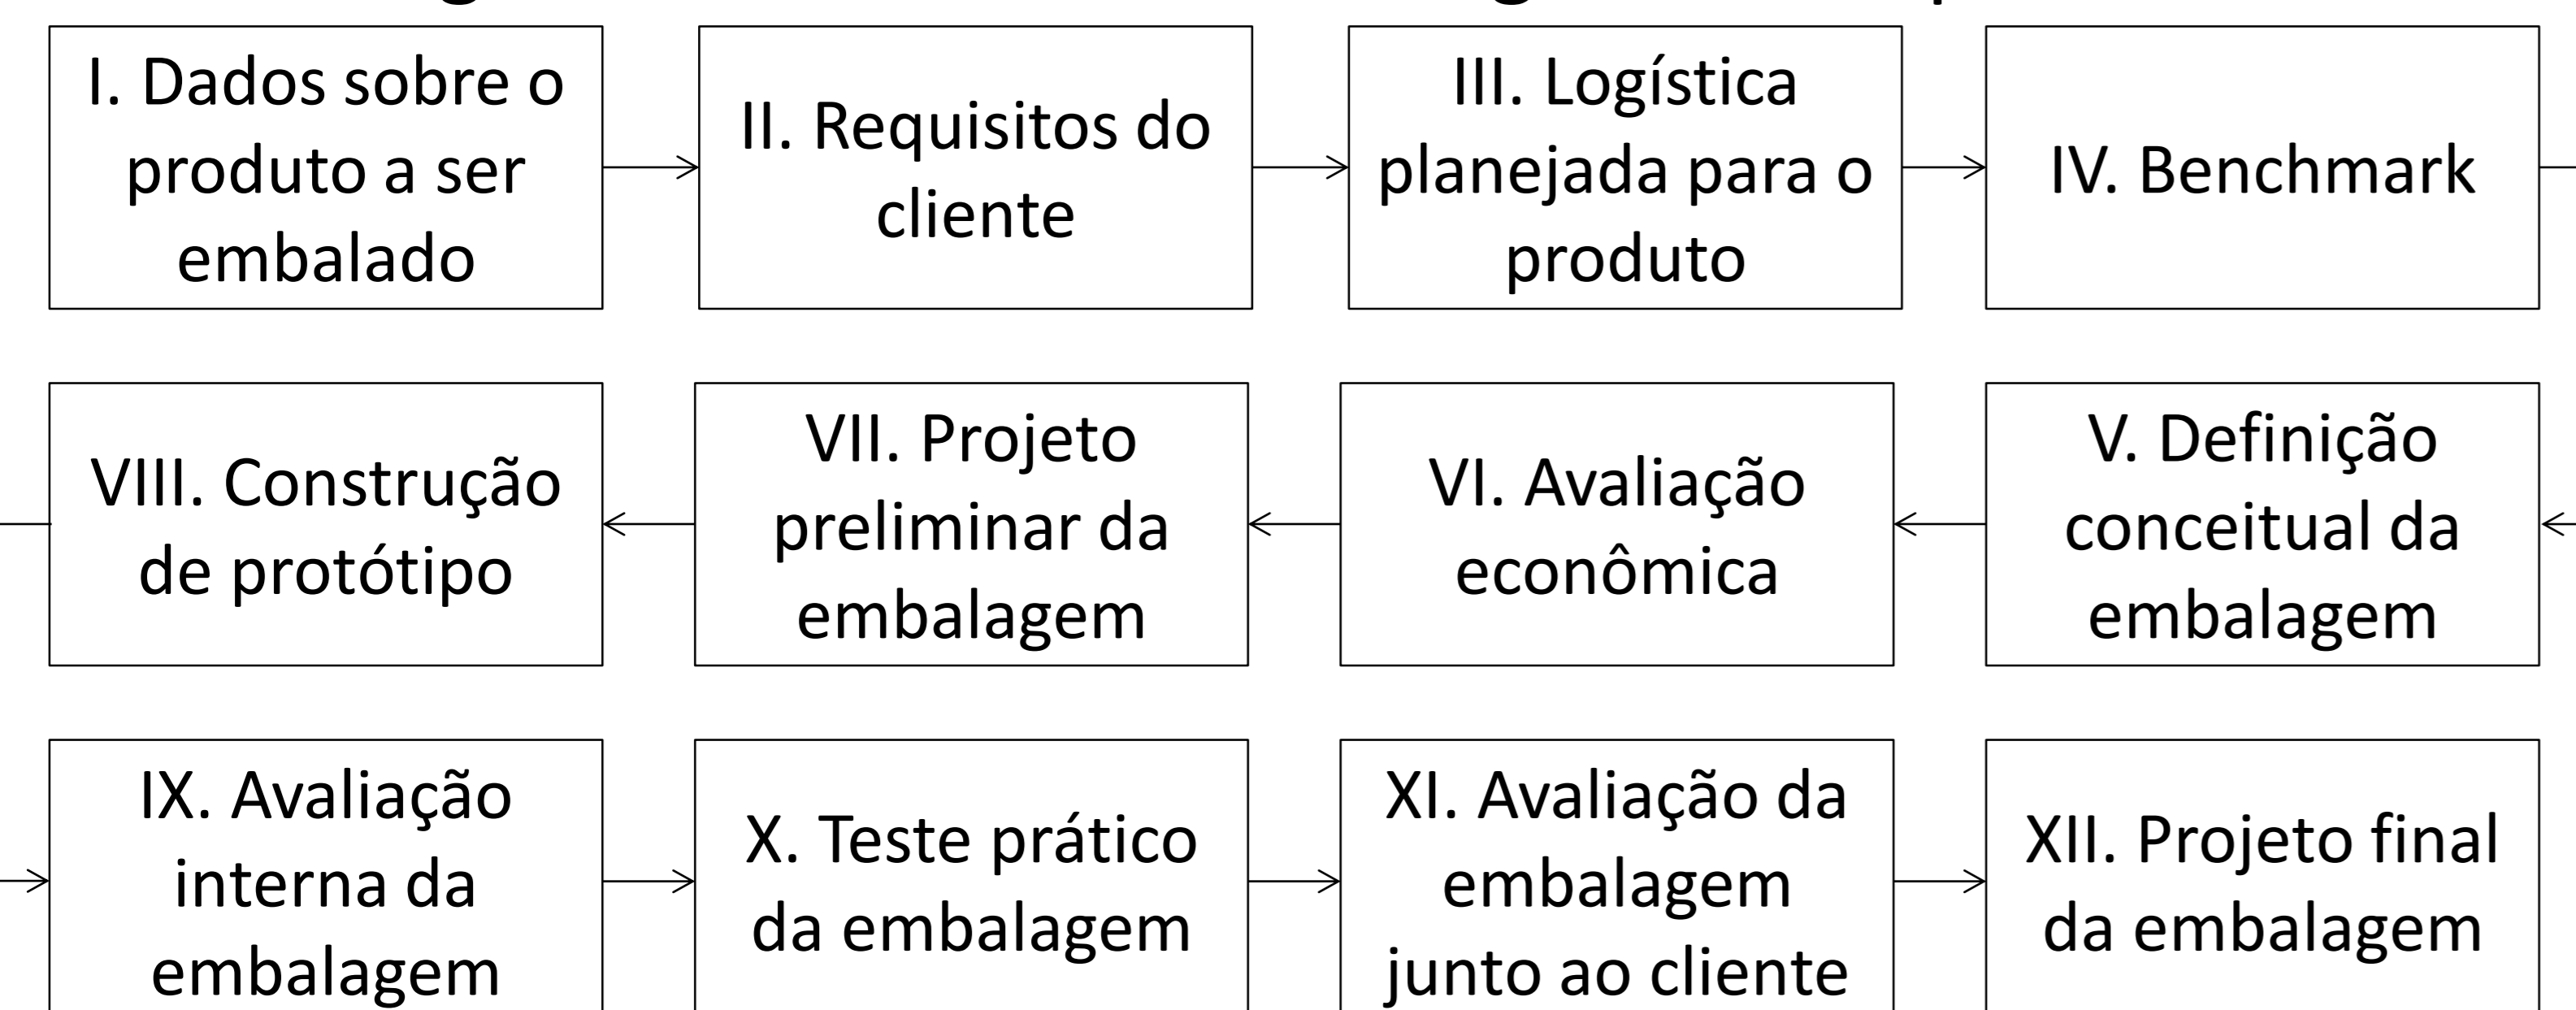 I. Dados sobre o
produto a ser
embalado
II. Requisitos do
cliente
III. Logística
planejada para o
produto
IV. Benchmark
V. Definição
conceitual da
embalagem
VI. Avaliação
econômica
VII. Projeto
preliminar da
embalagem
VIII. Construção
de protótipo
IX. Avaliação
interna da
embalagem
X. Teste prático
da embalagem
XI. Avaliação da
embalagem
junto ao cliente
XII. Projeto final
da embalagem